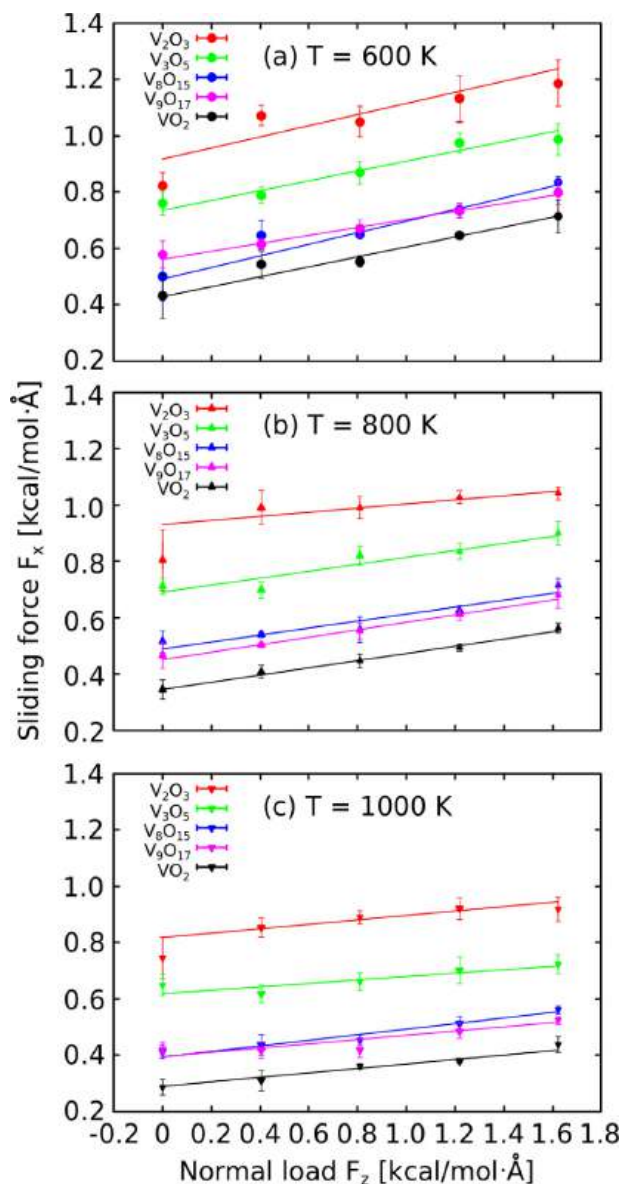 V₂O₃
V₃O₅
V₈O₁₅
V₉O₁₇
VO₂
(a) T = 600 K
1.4
1.2
1.0
0.8
0.6
0.4
0.2
V₂O₃
V₃O₅
V₈O₁₅
V₉O₁₇
VO₂
(b) T = 800 K
1.4
1.2
1.0
0.8
0.6
0.4
0.2
Sliding force Fₓ [kcal/mol·Å]
V₂O₃
V₃O₅
V₈O₁₅
V₉O₁₇
VO₂
(c) T = 1000 K
1.4
1.2
1.0
0.8
0.6
0.4
0.2
-0.2 0 0.2 0.4 0.6 0.8 1.0 1.2 1.4 1.6 1.8
Normal load F_z [kcal/mol·Å]